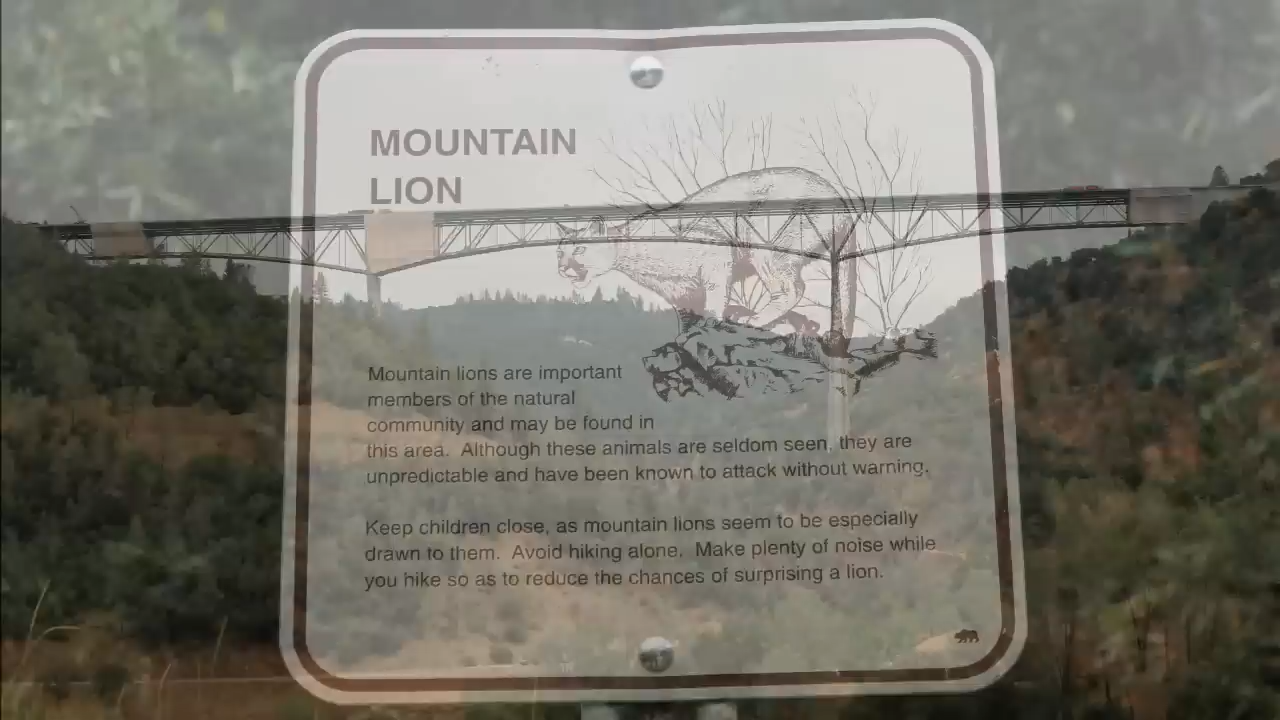 MOUNTAIN
LION
Mountain lions are important
members of the natural
community and may be found in
this area. Although these animals are seldom seen, they are
unpredictable and have been known to attack without warning.
Keep children close, as mountain lions seem to be especially
drawn to them. Avoid hiking alone. Make plenty of noise while
you hike so as to reduce the chances of surprising a lion.